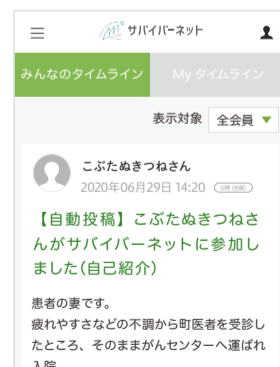 サバイバーネット
みんなのタイムライン
My タイムライン
表示対象 全会員
こぶたぬきつねさん
2020年06月29日 14:20 公開(全員)
【自動投稿】こぶたぬきつねさ
んがサバイバーネットに参加し
ました(自己紹介)
患者の妻です。
疲れやすさなどの不調から町医者を受診し
たところ、そのままがんセンターへ運ばれ
入院